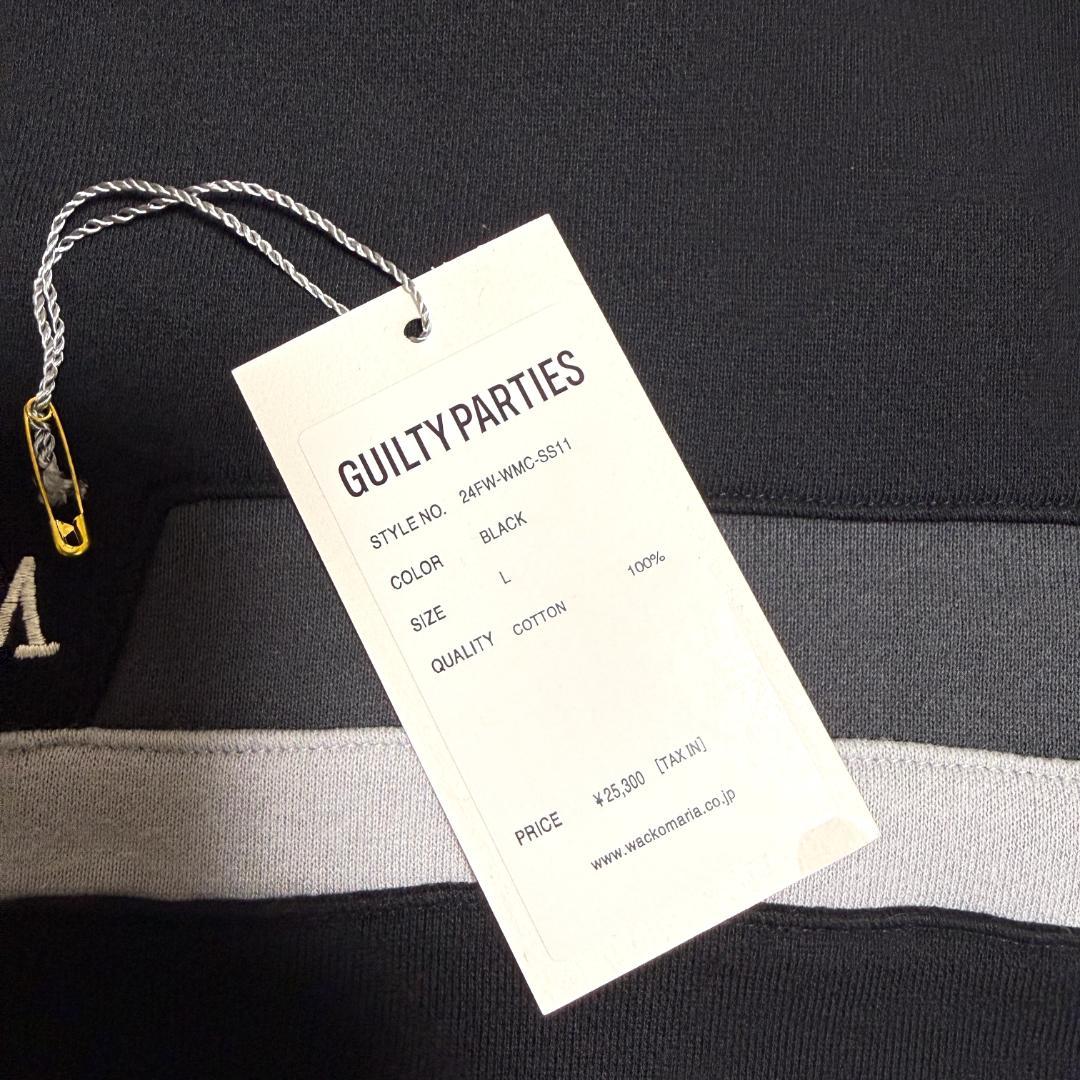 GUILTY PARTIES
STYLE NO. 24FW-WMC-SS11
COLOR BLACK
SIZE L
QUALITY COTTON 100%
PRICE ¥25,300 [TAX IN]
www.wackomaria.co.jp